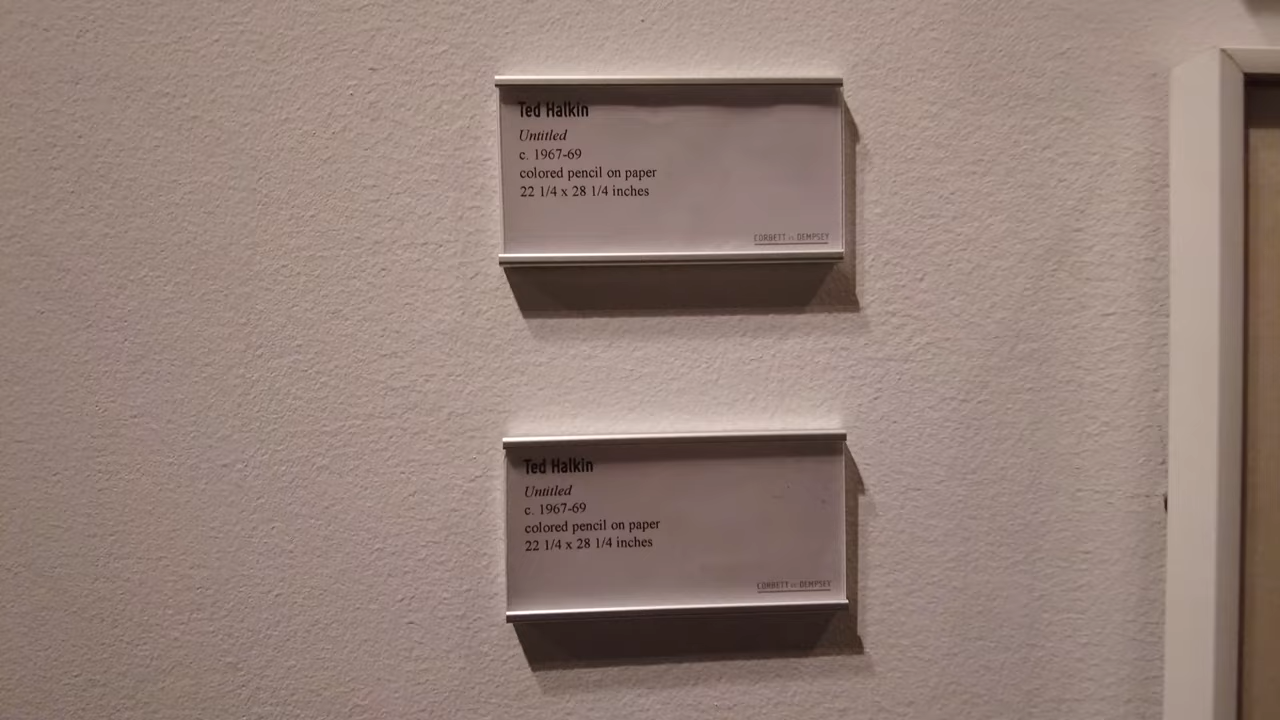 Ted Halkin
Untitled
c. 1967-69
colored pencil on paper
22 1/4 x 28 1/4 inches
CORBETT vs. DEMPSEY
Ted Halkin
Untitled
c. 1967-69
colored pencil on paper
22 1/4 x 28 1/4 inches
CORBETT vs. DEMPSEY